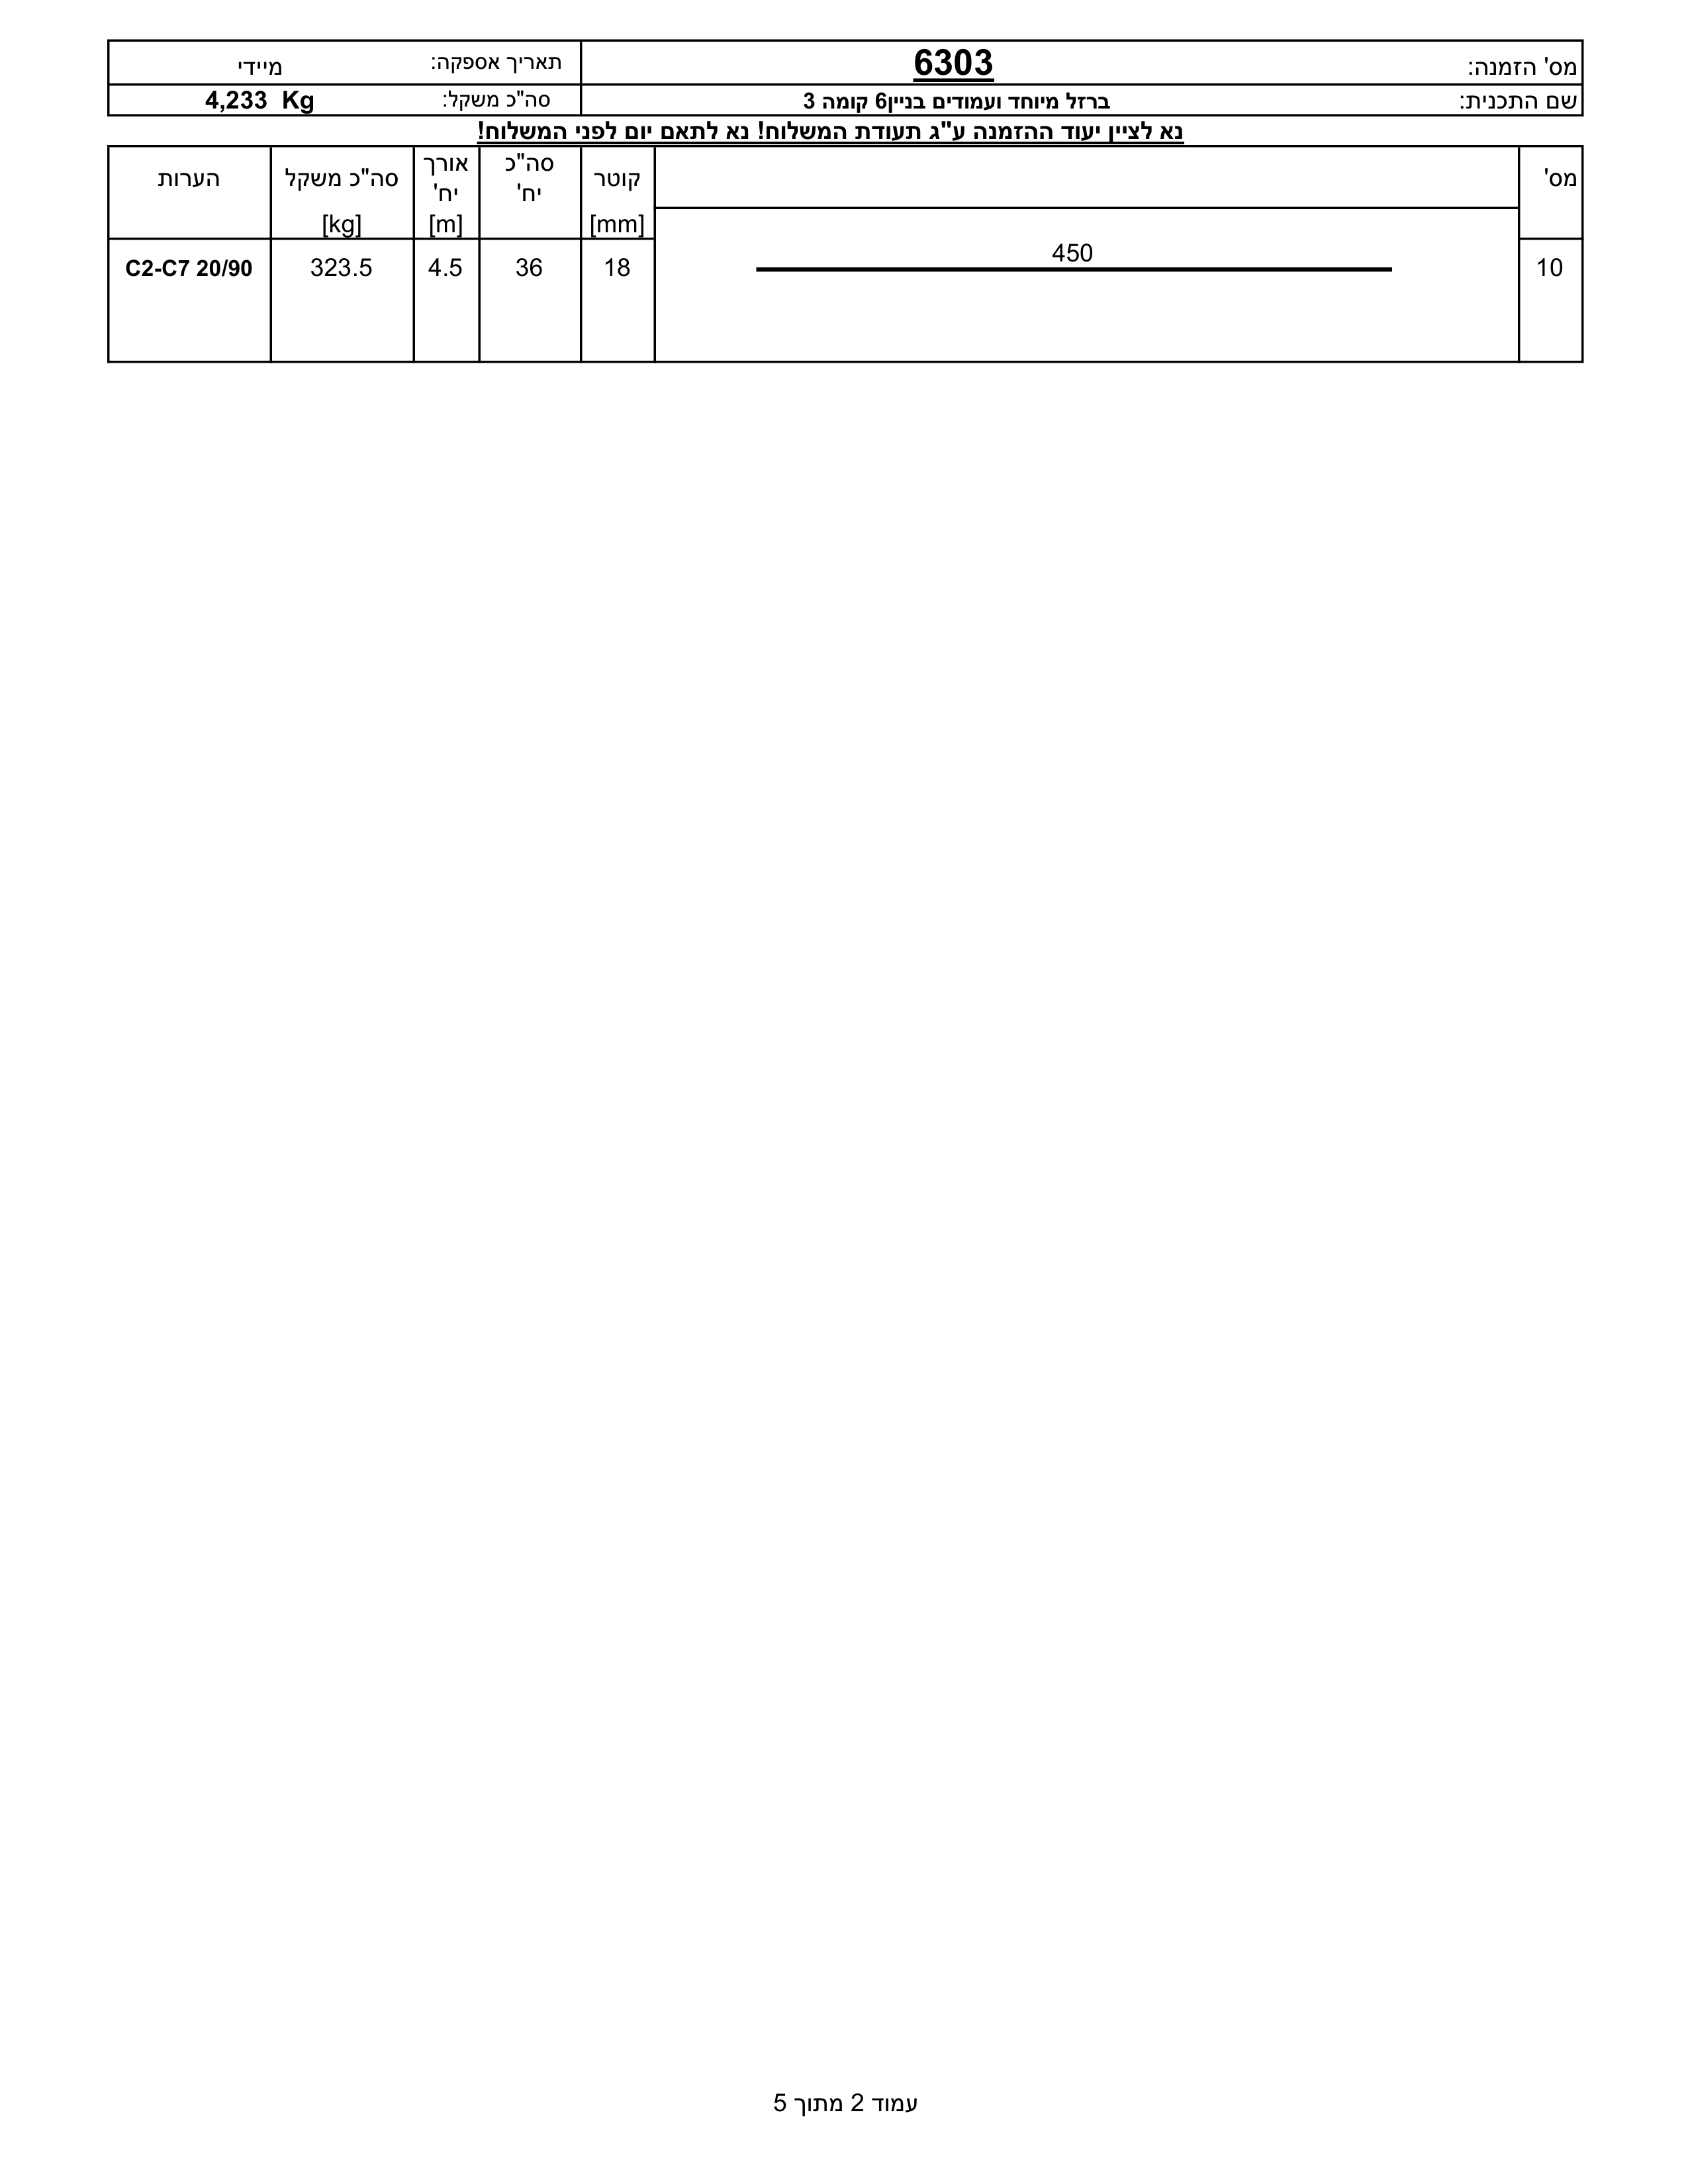 מס' הזמנה: 6303 תאריך אספקה: מיידי
שם התכנית: ברזל מיוחד ועמודים בניין6 קומה 3 סה"כ משקל: 4,233 Kg
נא לציין יעוד ההזמנה ע"ג תעודת המשלוח! נא לתאם יום לפני המשלוח!
מס' קוטר סה"כ אורך סה"כ משקל הערות
יח' יח'
[mm] [m] [kg]
450
10 18 36 4.5 323.5 C2-C7 20/90
עמוד 2 מתוך 5